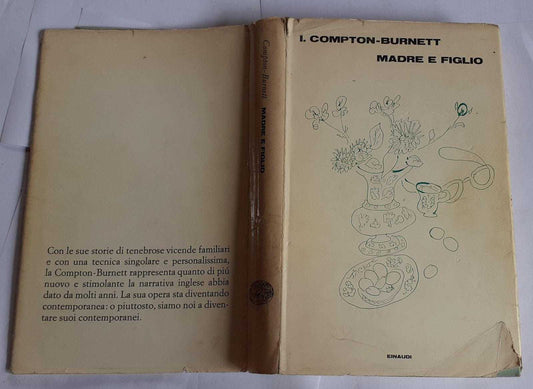 Con le sue storie di tenebrose vicende familiari
e con una tecnica singolare e personalissima,
la Compton-Burnett rappresenta quanto di piú
nuovo e stimolante la narrativa inglese abbia
dato da molti anni. La sua opera sta diventando
contemporanea: o piuttosto, siamo noi a diven-
tare suoi contemporanei.
Compton-Burnett MADRE E FIGLIO
I. COMPTON-BURNETT
MADRE E FIGLIO
EINAUDI